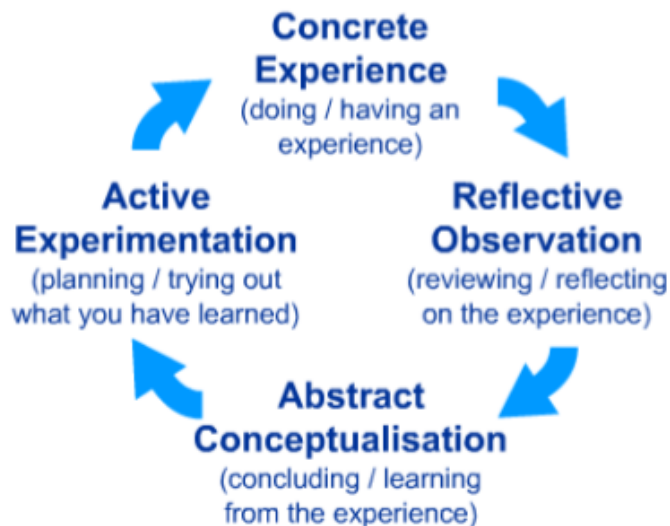 Concrete
Experience
(doing / having an
experience)
Reflective
Observation
(reviewing / reflecting
on the experience)
Abstract
Conceptualisation
(concluding / learning
from the experience)
Active
Experimentation
(planning / trying out
what you have learned)